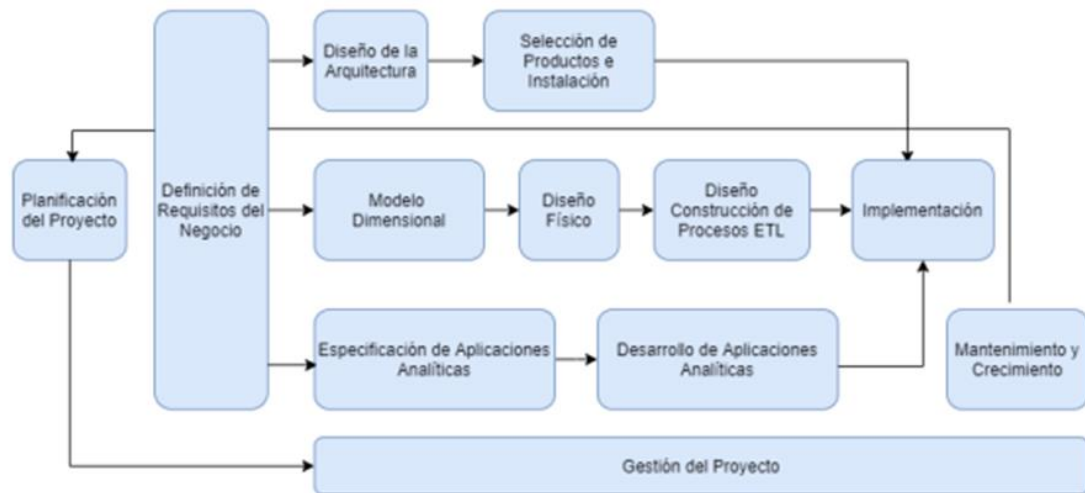 Diseño de la
Arquitectura
Selección de
Productos e
Instalación
Planificación
del Proyecto
Definición de
Requisitos del
Negocio
Modelo
Dimensional
Diseño
Físico
Diseño
Construcción de
Procesos ETL
Implementación
Especificación de Aplicaciones
Analíticas
Desarrollo de Aplicaciones
Analíticas
Mantenimiento y
Crecimiento
Gestión del Proyecto